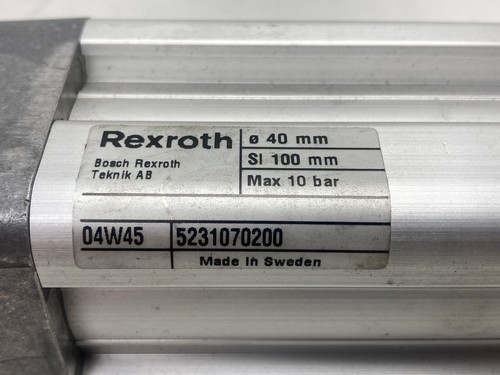 Rexroth
Bosch Rexroth
Teknik AB
ø 40 mm
Sl 100 mm
Max 10 bar
04W45
5231070200
Made in Sweden